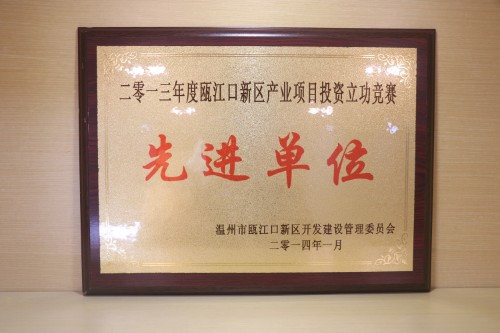 二零一三年度瓯江口新区产业项目投资立功竞赛
先进单位
温州市瓯江口新区开发建设管理委员会
二零一四年一月